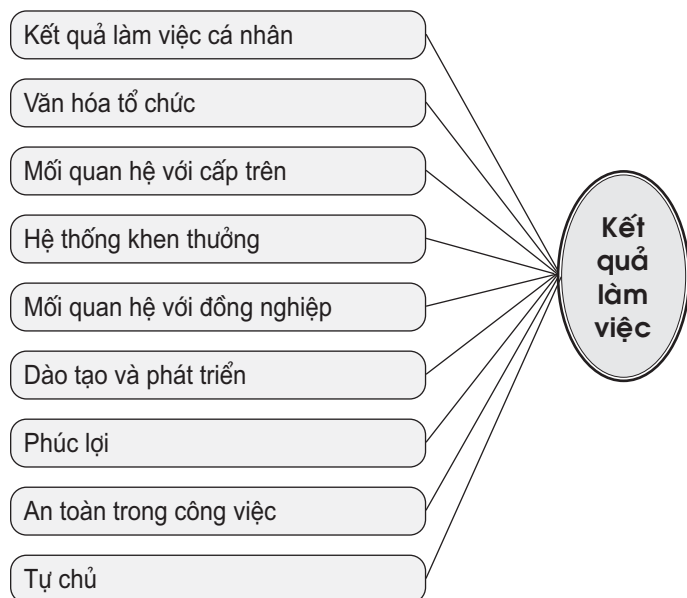 Kết quả làm việc cá nhân
Văn hóa tổ chức
Mối quan hệ với cấp trên
Hệ thống khen thưởng
Mối quan hệ với đồng nghiệp
Dào tạo và phát triển
Phúc lợi
An toàn trong công việc
Tự chủ
Kết
quả
làm
việc